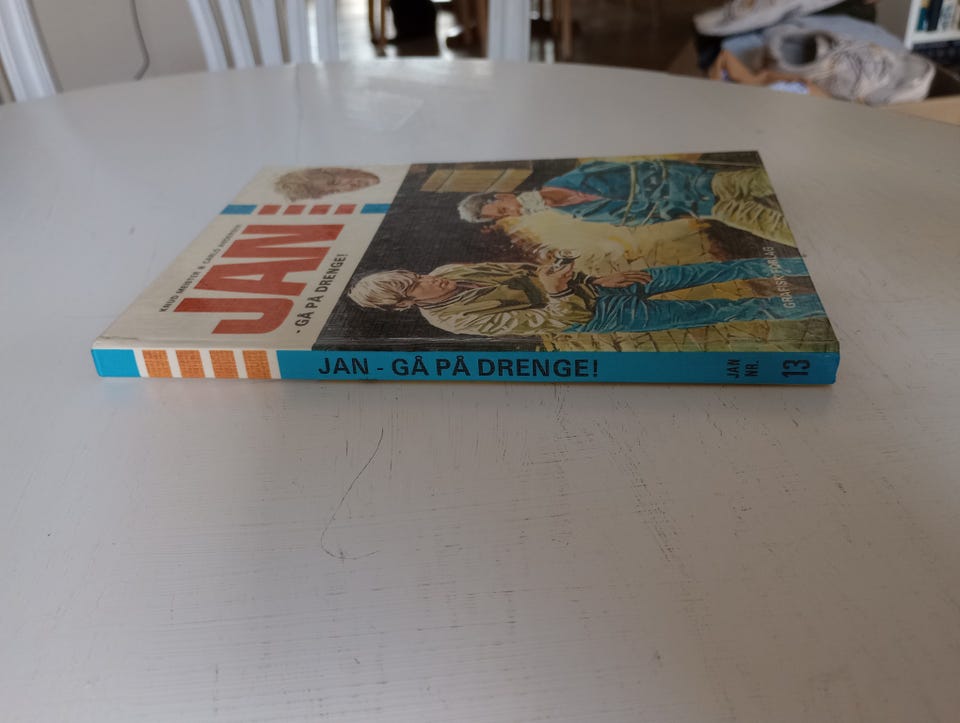 KNUD MEISTER & CARLO ANDERSEN
JAN
- GÅ PÅ DRENGE!
GRAFISK FORLAG
JAN - GÅ PÅ DRENGE!
JAN
NR.
13